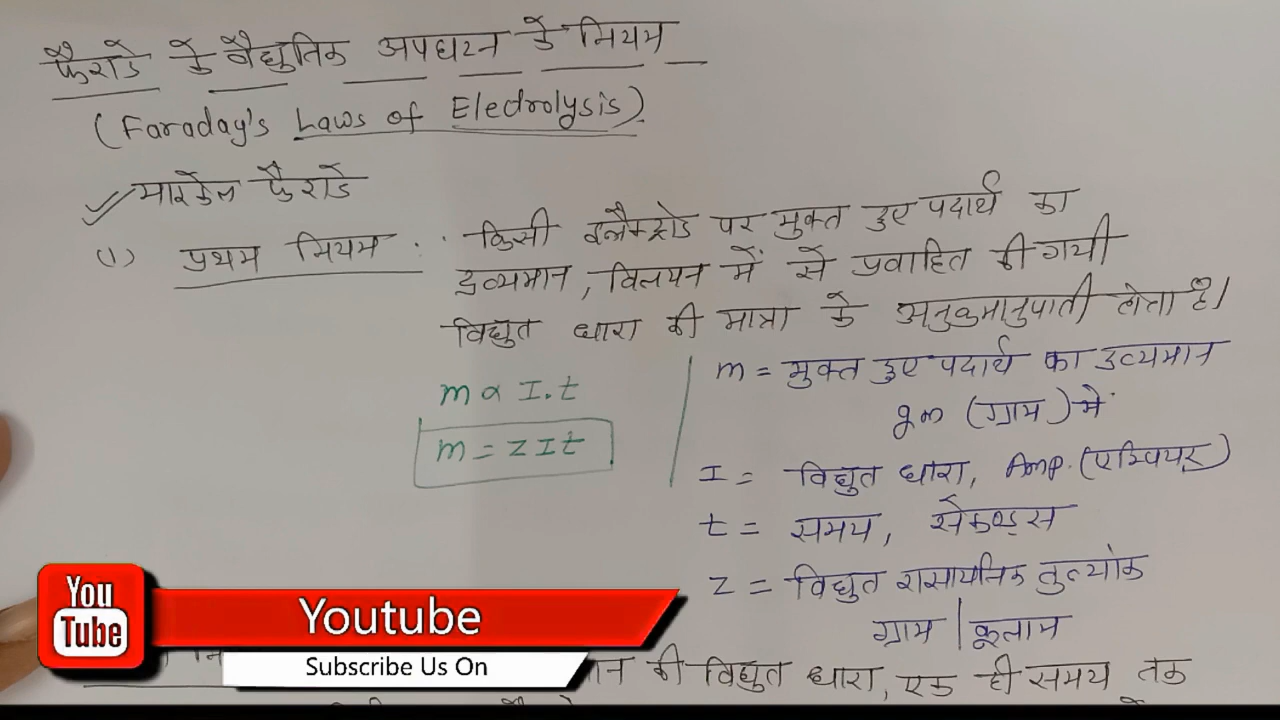 फैराडे के वैद्युतिक अपघटन के नियम
(Faraday's Laws of Electrolysis)
माइकेल फैराडे
(1) प्रथम नियम : किसी इलैक्ट्रोड पर मुक्त हुए पदार्थ का
द्रव्यमान, विलयन में से प्रवाहित की गयी
विद्युत धारा की मात्रा के अनुक्रमानुपाती होता है।
m ∝ I.t
m = ZIt
m = मुक्त हुए पदार्थ का द्रव्यमान
gm (ग्राम) में
I = विद्युत धारा, Amp. (एम्पियर)
t = समय, सेकण्ड्स
Z = विद्युत रासायनिक तुल्यांक
ग्राम / कूलाम
की विद्युत धारा, एक ही समय तक
You
Tube
Youtube
Subscribe Us On